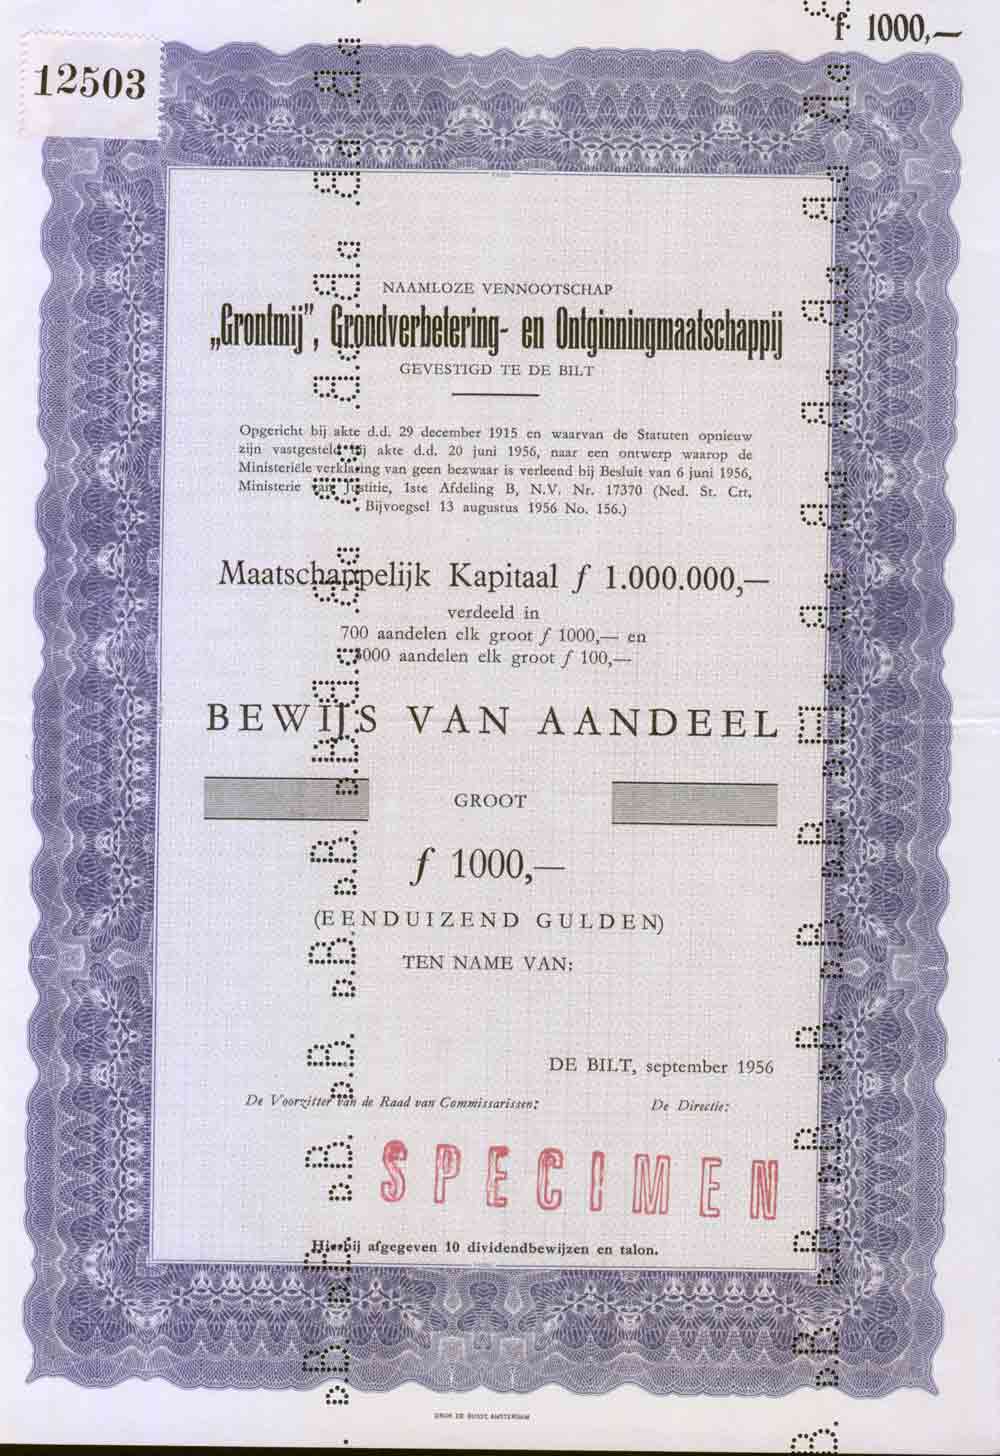 f 1000,—
12503
NAAMLOZE VENNOOTSCHAP
„Grontmij", Grondverbetering- en Ontginningmaatschappij
GEVESTIGD TE DE BILT
Opgericht bij akte d.d. 29 december 1915 en waarvan de Statuten opnieuw
zijn vastgesteld bij akte d.d. 20 juni 1956, naar een ontwerp waarop de
Ministeriële verklaring van geen bezwaar is verleend bij Besluit van 6 juni 1956,
Ministerie van Justitie, 1ste Afdeling B, N.V. Nr. 17370 (Ned. St. Crt.
Bijvoegsel 13 augustus 1956 No. 156.)
Maatschappelijk Kapitaal f 1.000.000,—
verdeeld in
700 aandelen elk groot f 1000,— en
3000 aandelen elk groot f 100,—
BEWIJS VAN AANDEEL
GROOT
f 1000,—
(EENDUIZEND GULDEN)
TEN NAME VAN:
DE BILT, september 1956
De Voorzitter van de Raad van Commissarissen:
De Directie:
SPECIMEN
Hierbij afgegeven 10 dividendbewijzen en talon.
DRUK DE BUSSY, AMSTERDAM